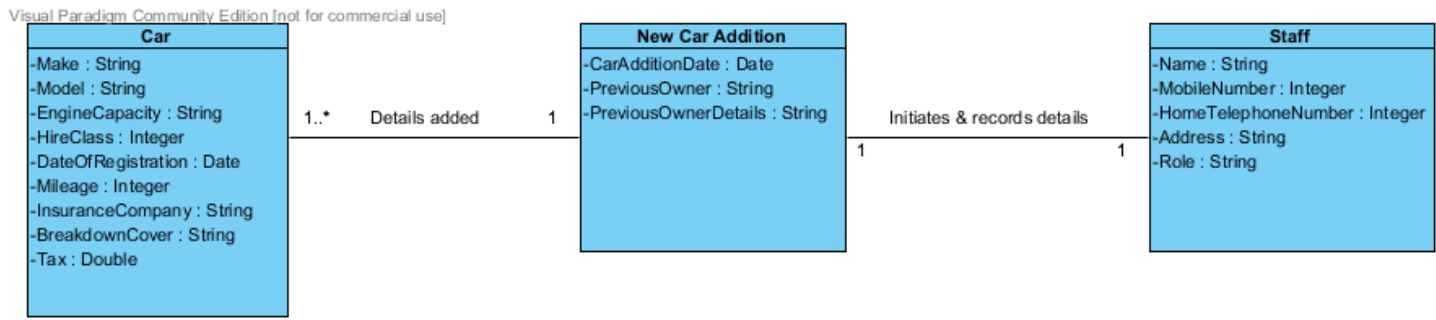 Visual Paradigm Community Edition [not for commercial use]
Car
-Make : String
-Model : String
-EngineCapacity : String
-HireClass : Integer
-DateOfRegistration : Date
-Mileage : Integer
-InsuranceCompany : String
-BreakdownCover : String
-Tax : Double
1..*
Details added
1
New Car Addition
-CarAdditionDate : Date
-PreviousOwner : String
-PreviousOwnerDetails : String
Initiates & records details
1
1
Staff
-Name : String
-MobileNumber : Integer
-HomeTelephoneNumber : Integer
-Address : String
-Role : String